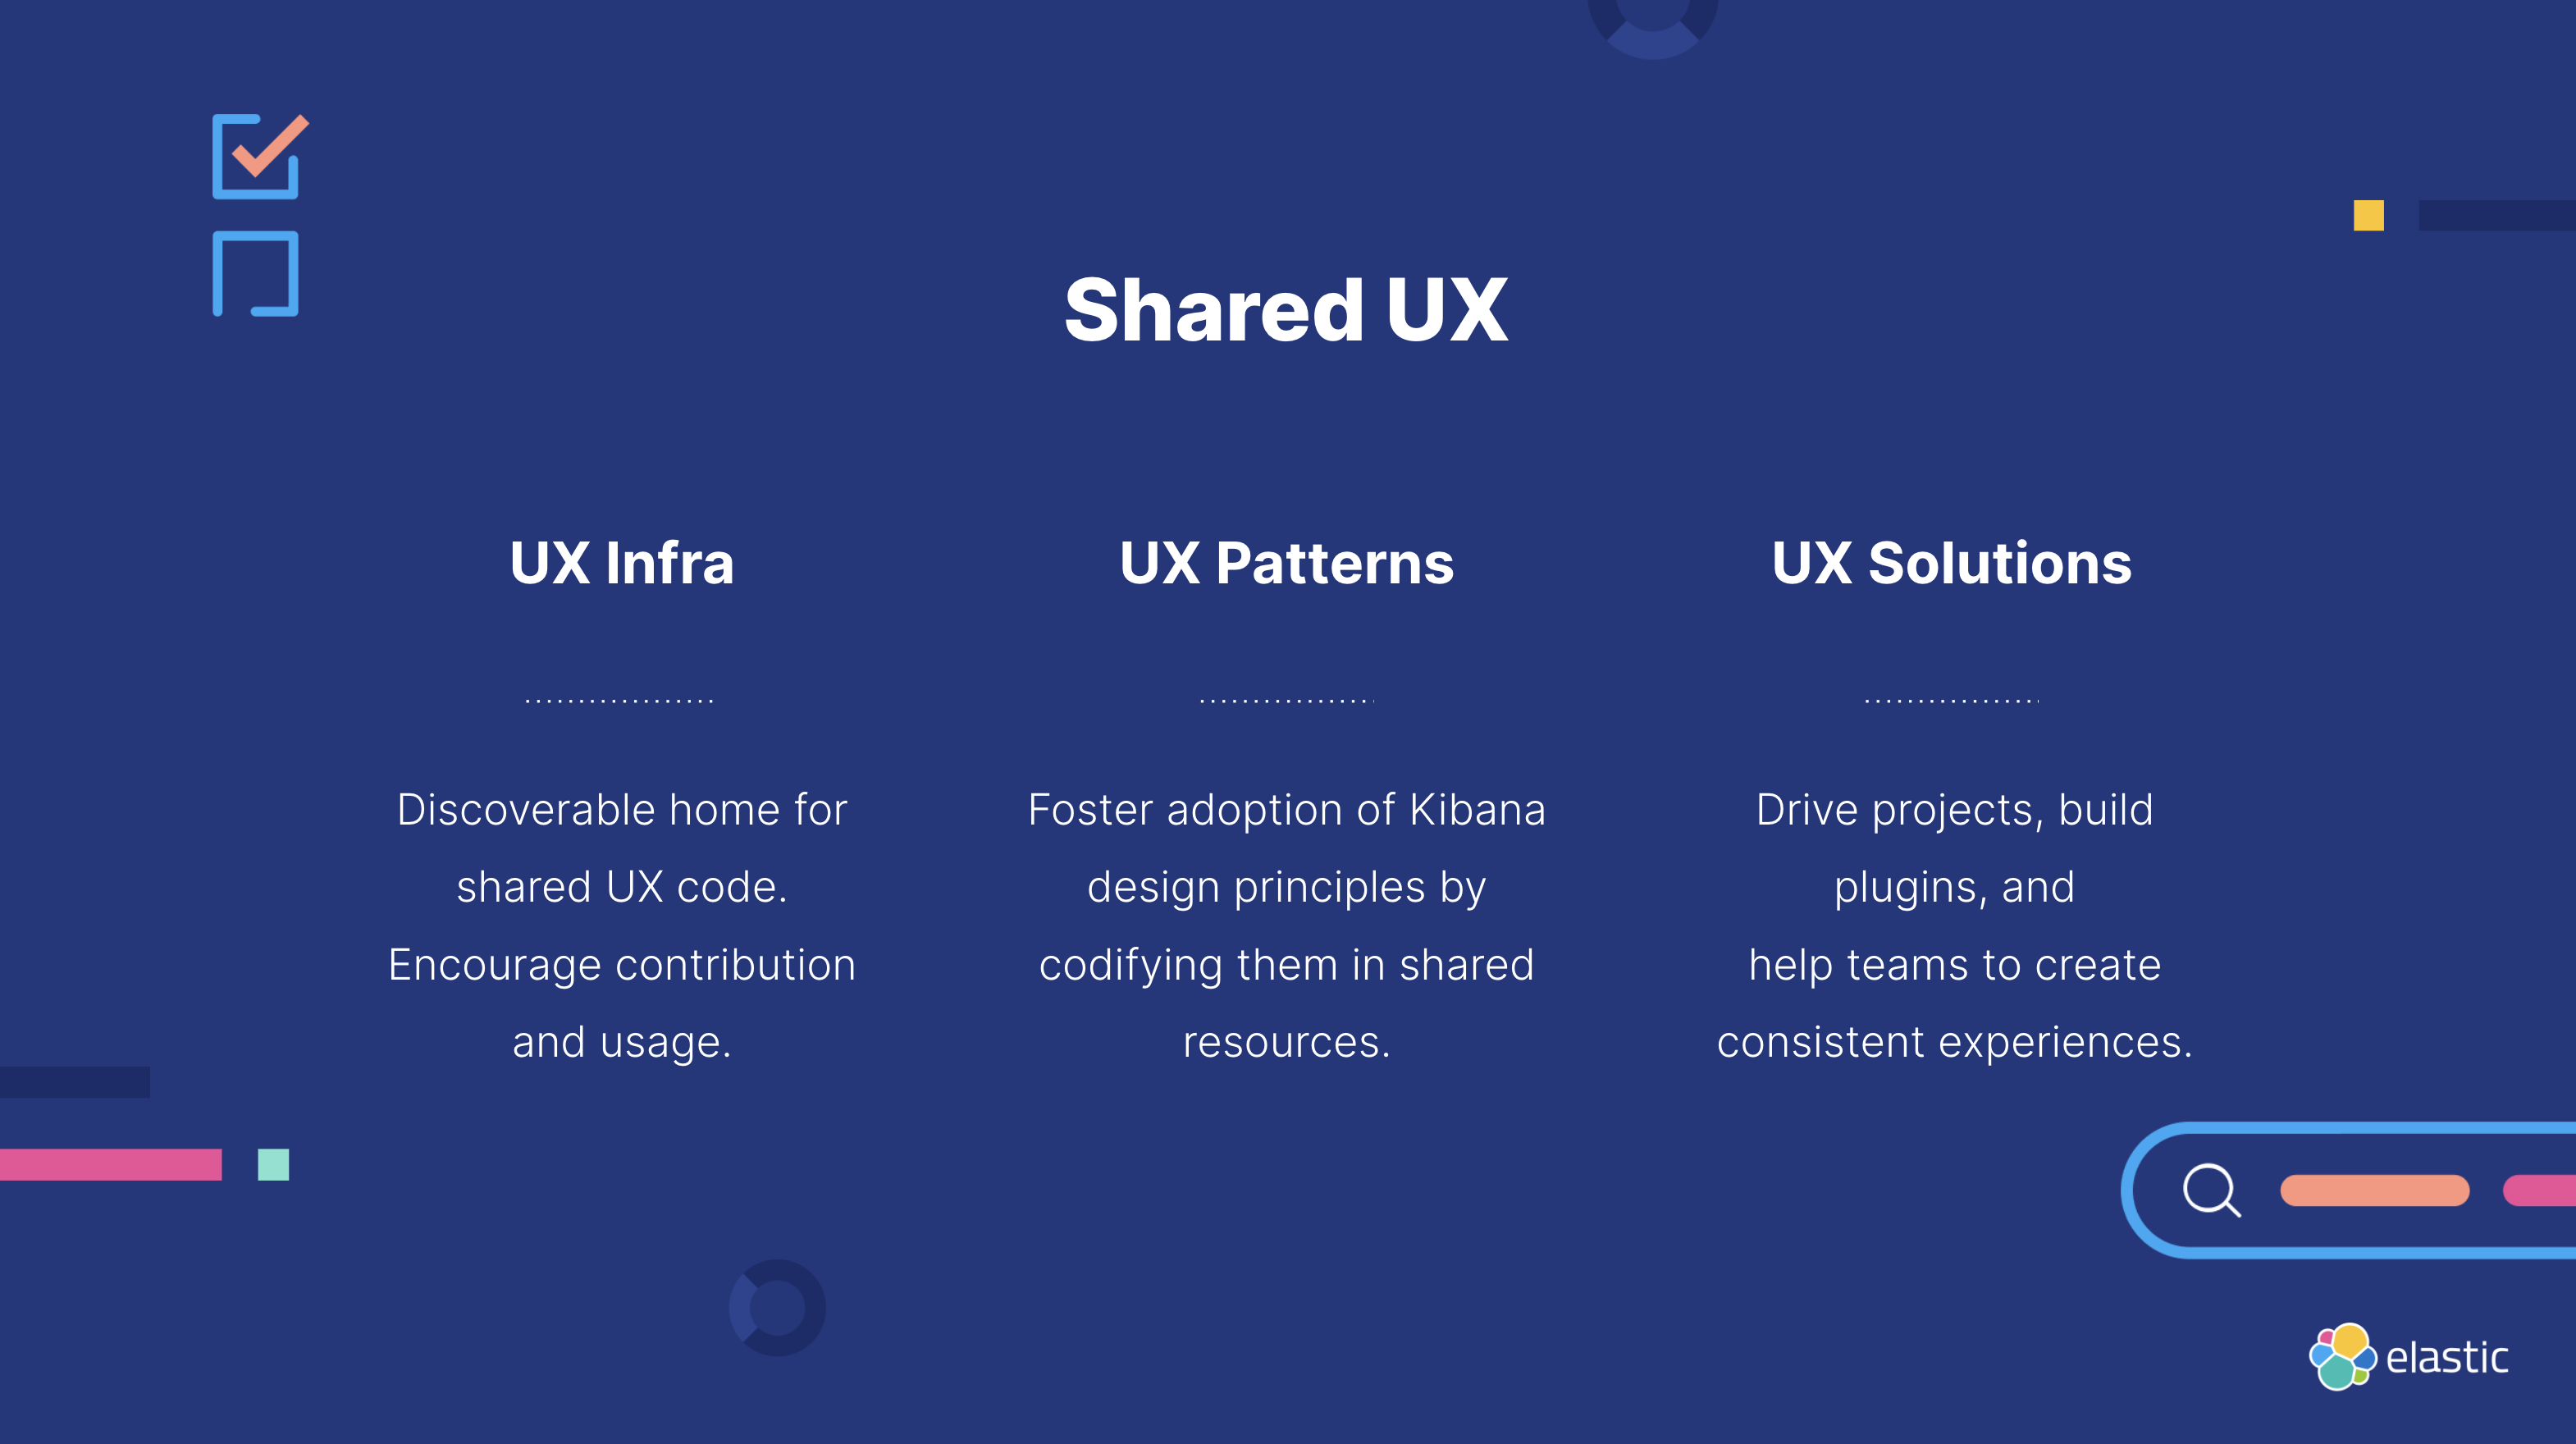 Shared UX
UX Infra
Discoverable home for
shared UX code.
Encourage contribution
and usage.
UX Patterns
Foster adoption of Kibana
design principles by
codifying them in shared
resources.
UX Solutions
Drive projects, build
plugins, and
help teams to create
consistent experiences.
elastic